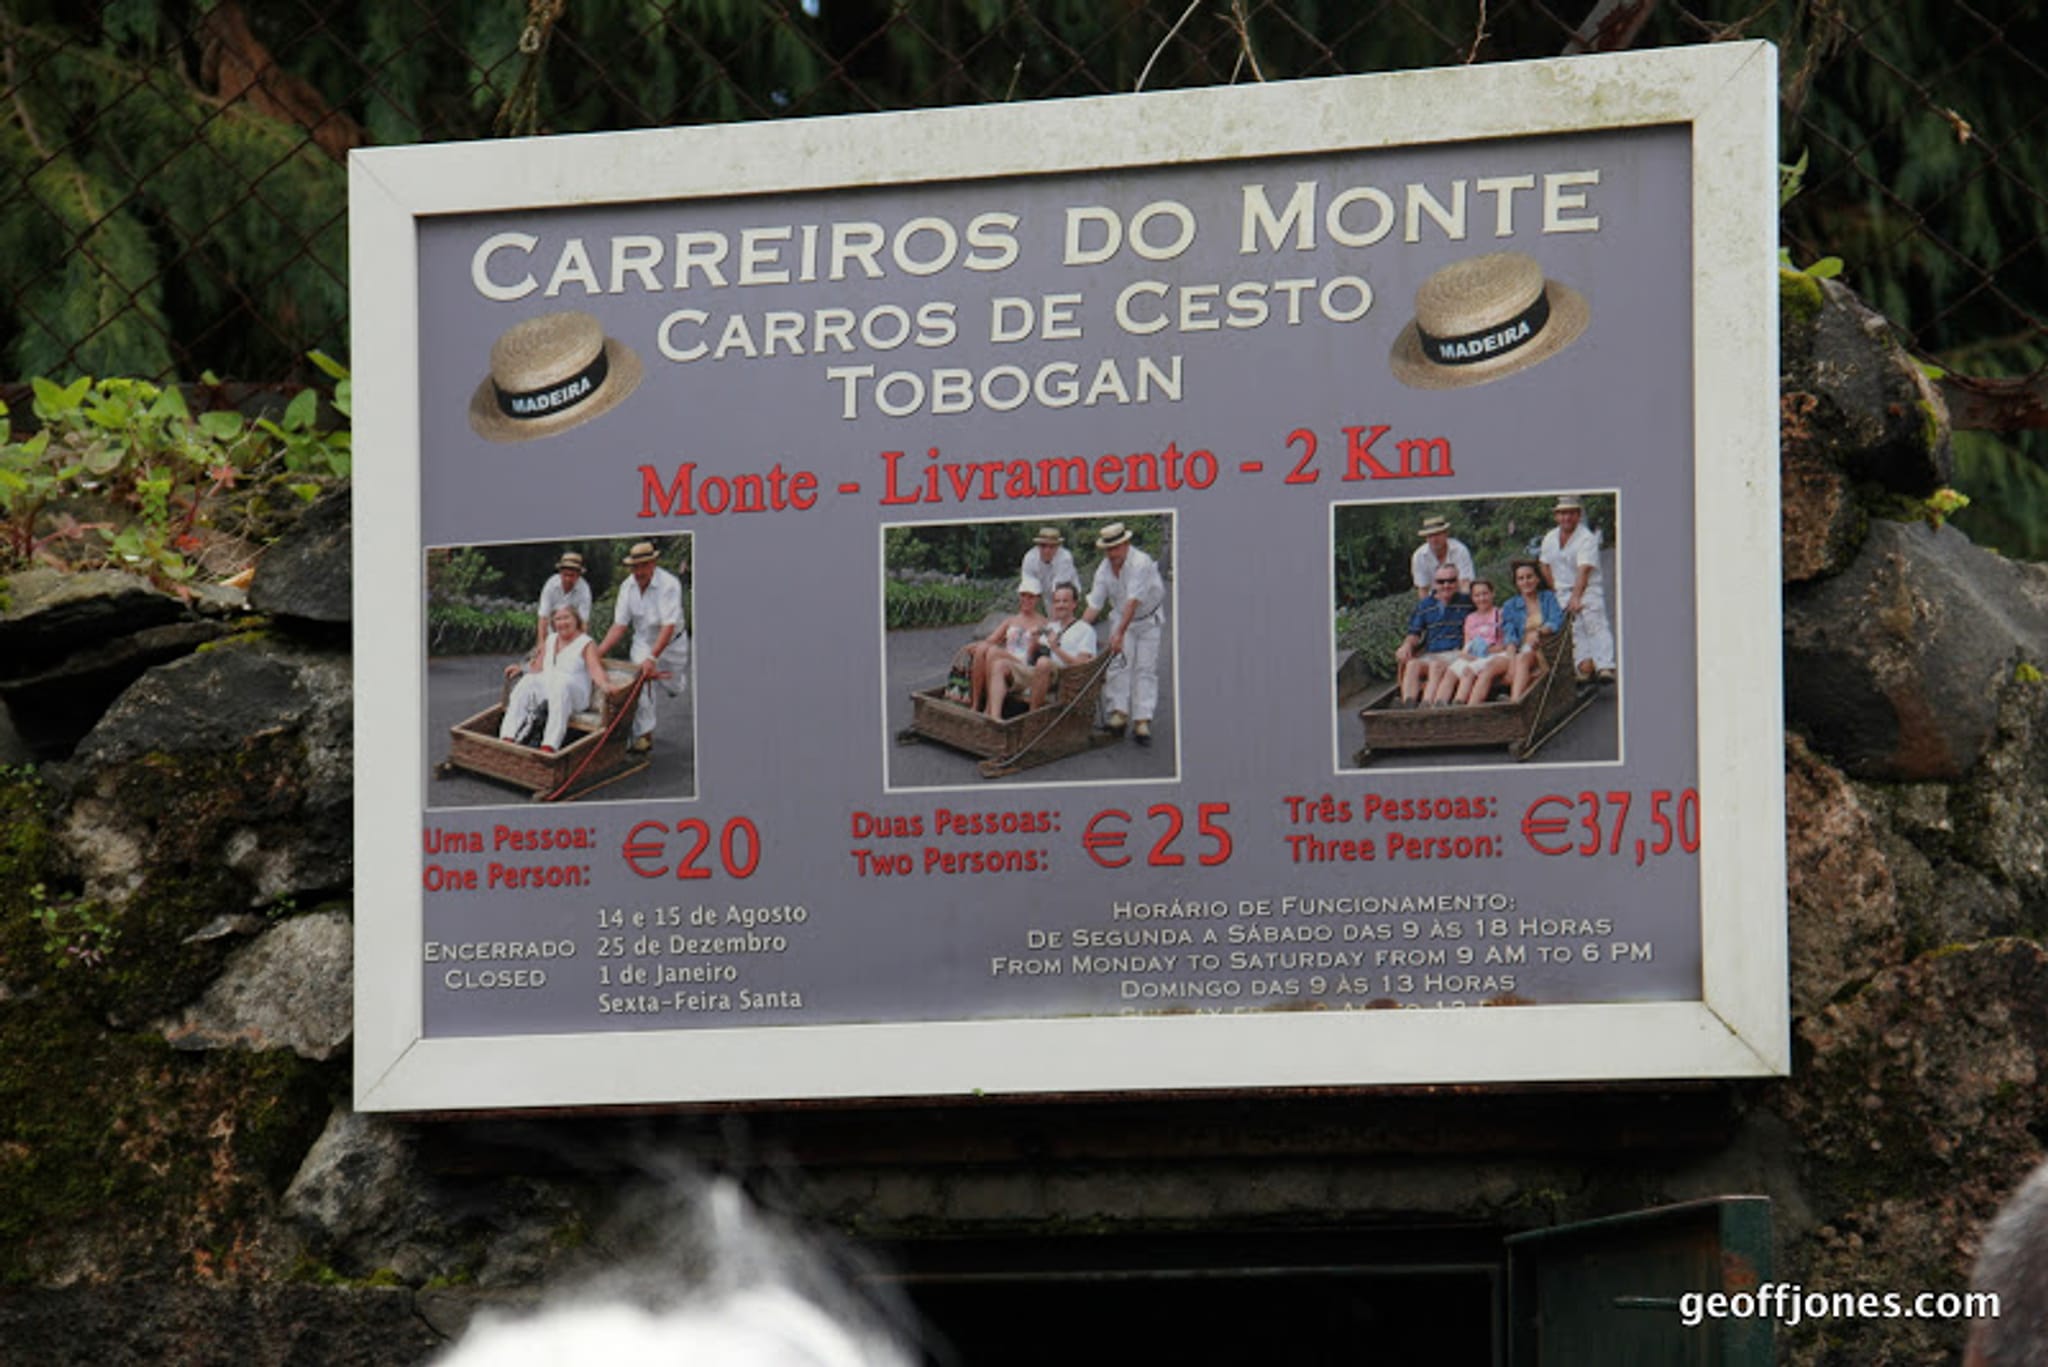 CARREIROS DO MONTE
CARROS DE CESTO
TOBOGAN
MADEIRA
MADEIRA
Monte - Livramento - 2 Km
Uma Pessoa:
One Person:
€20
Duas Pessoas:
Two Persons:
€25
Três Pessoas:
Three Person:
€37,50
ENCERRADO
CLOSED
14 e 15 de Agosto
25 de Dezembro
1 de Janeiro
Sexta-Feira Santa
HORÁRIO DE FUNCIONAMENTO:
DE SEGUNDA A SÁBADO DAS 9 ÀS 18 HORAS
FROM MONDAY TO SATURDAY FROM 9 AM TO 6 PM
DOMINGO DAS 9 ÀS 13 HORAS
geoffjones.com